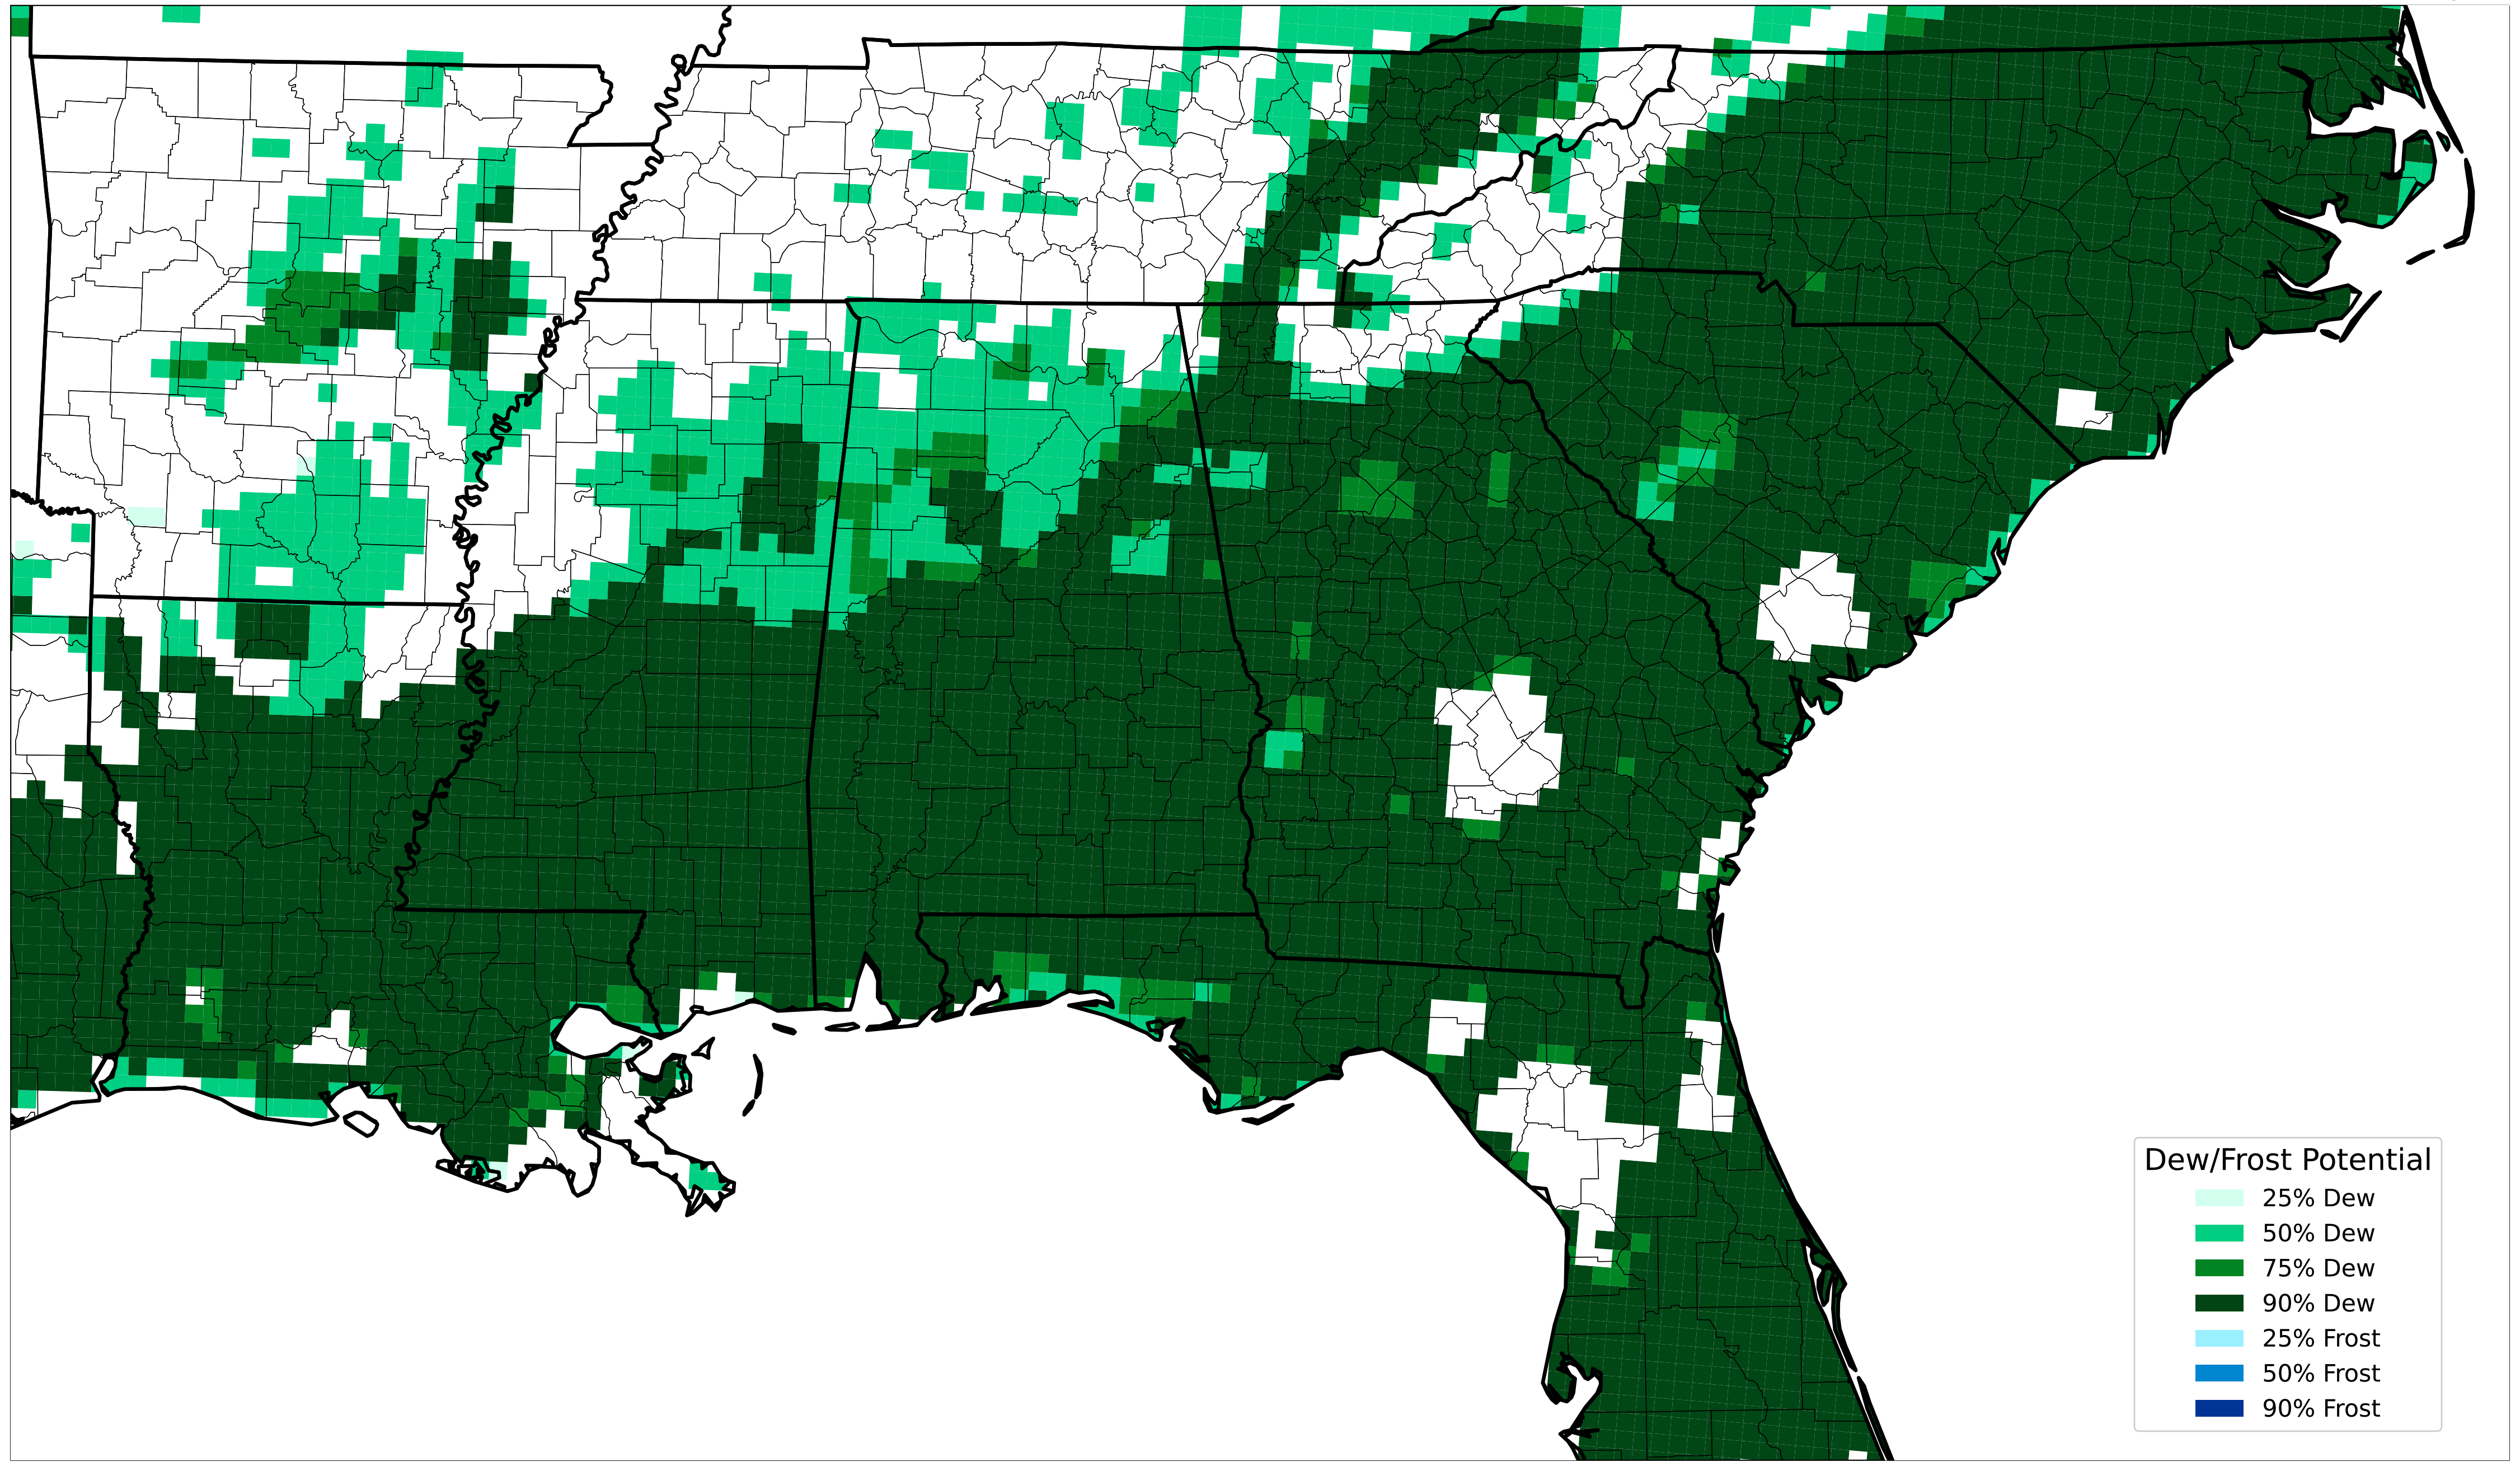 Dew/Frost Potential
25% Dew
50% Dew
75% Dew
90% Dew
25% Frost
50% Frost
90% Frost